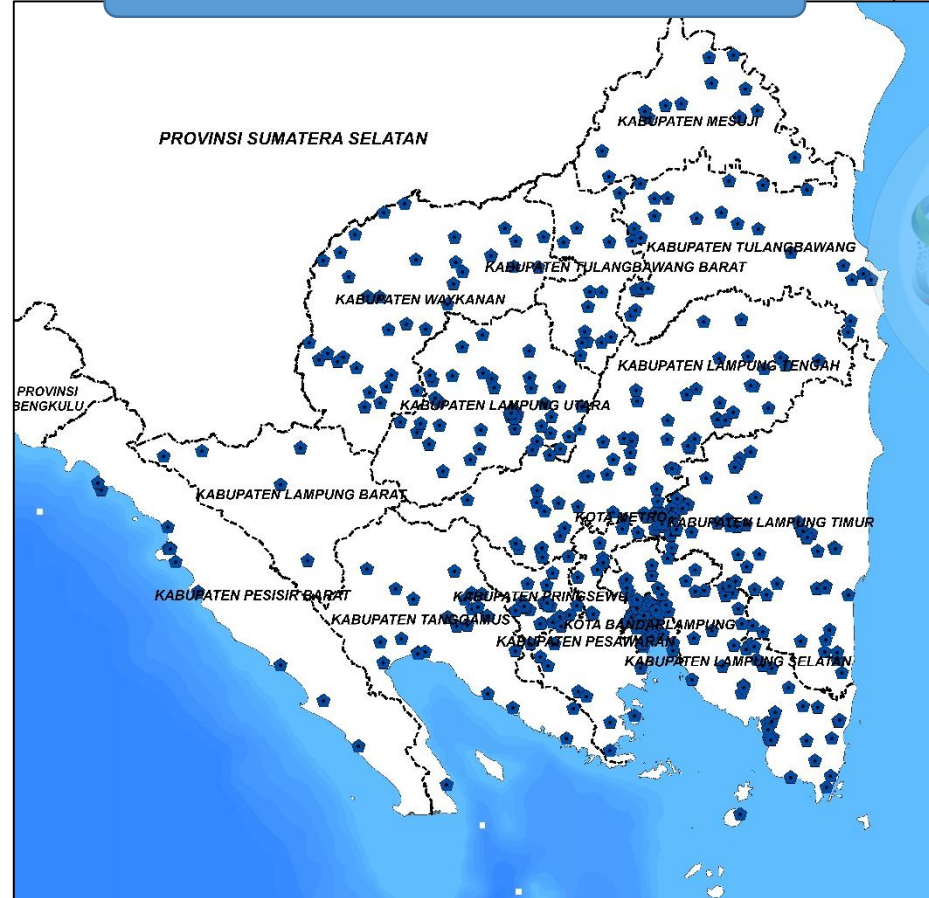 KABUPATEN MESUJI
PROVINSI SUMATERA SELATAN
KABUPATEN TULANGBAWANG
KABUPATEN TULANGBAWANG BARAT
KABUPATEN WAYKANAN
KABUPATEN LAMPUNG TENGAH
PROVINSI
BENGKULU
KABUPATEN LAMPUNG UTARA
KABUPATEN LAMPUNG BARAT
KOTA METRO
KABUPATEN LAMPUNG TIMUR
KABUPATEN PESISIR BARAT
KABUPATEN PRINGSEWU
KABUPATEN TANGGAMUS
KOTA BANDARLAMPUNG
KABUPATEN PESAWARAN
KABUPATEN LAMPUNG SELATAN